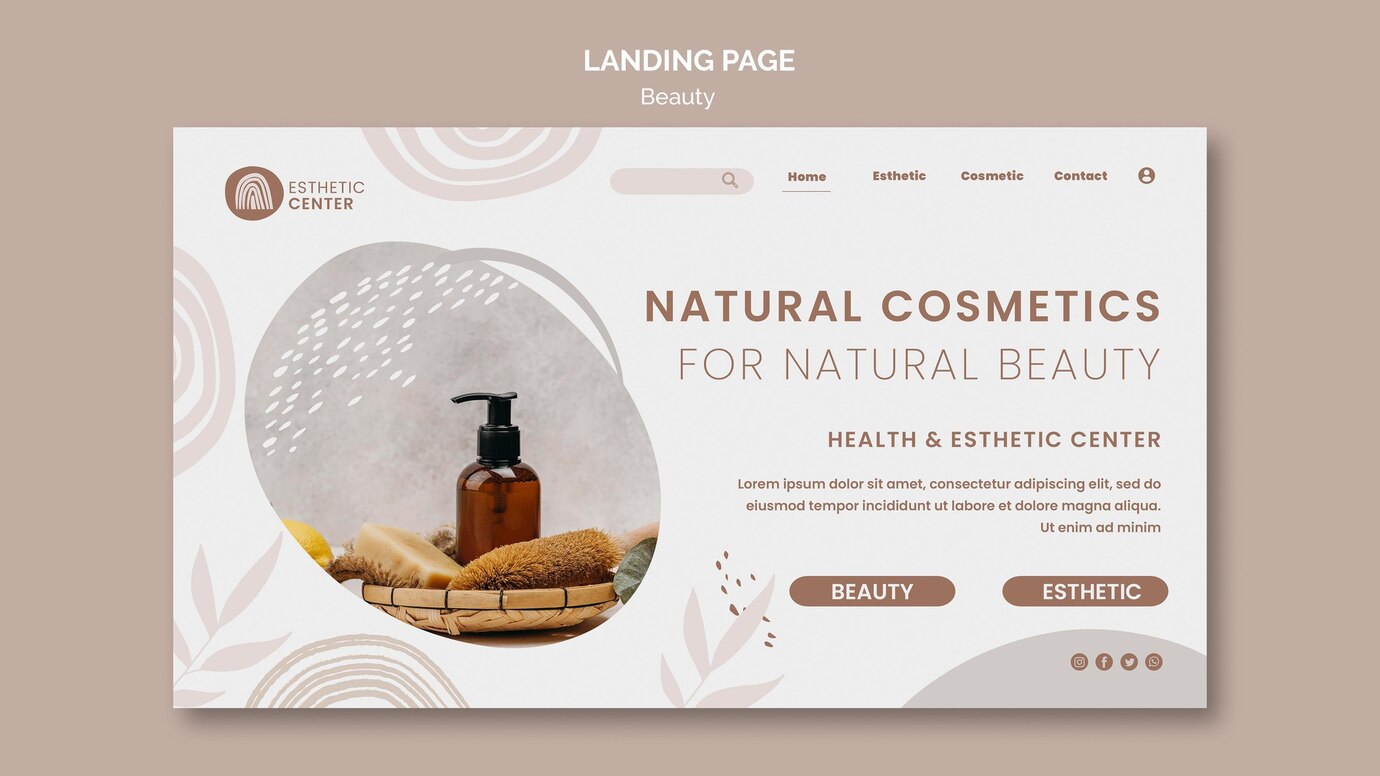 LANDING PAGE
Beauty
ESTHETIC
CENTER
Home
Esthetic
Cosmetic
Contact
NATURAL COSMETICS
FOR NATURAL BEAUTY
HEALTH & ESTHETIC CENTER
Lorem ipsum dolor sit amet, consectetur adipiscing elit, sed do
eiusmod tempor incididunt ut labore et dolore magna aliqua.
Ut enim ad minim
BEAUTY
ESTHETIC